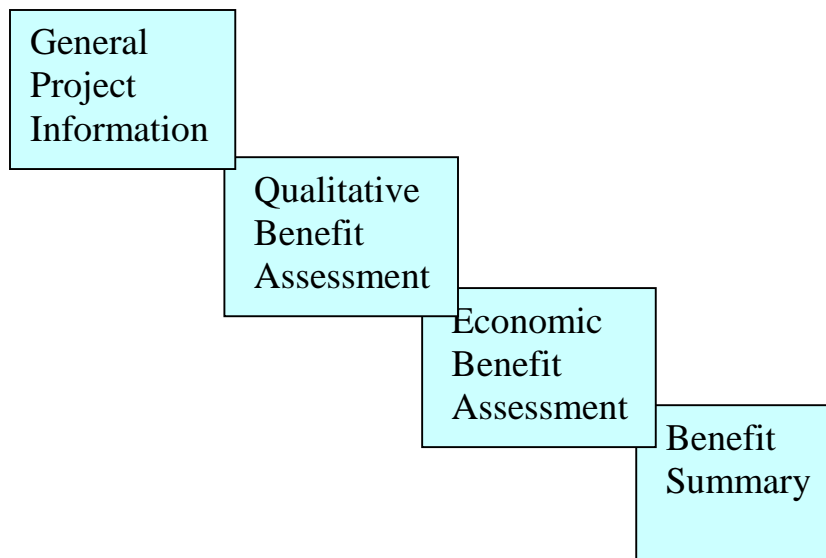 General
Project
Information
Qualitative
Benefit
Assessment
Economic
Benefit
Assessment
Benefit
Summary